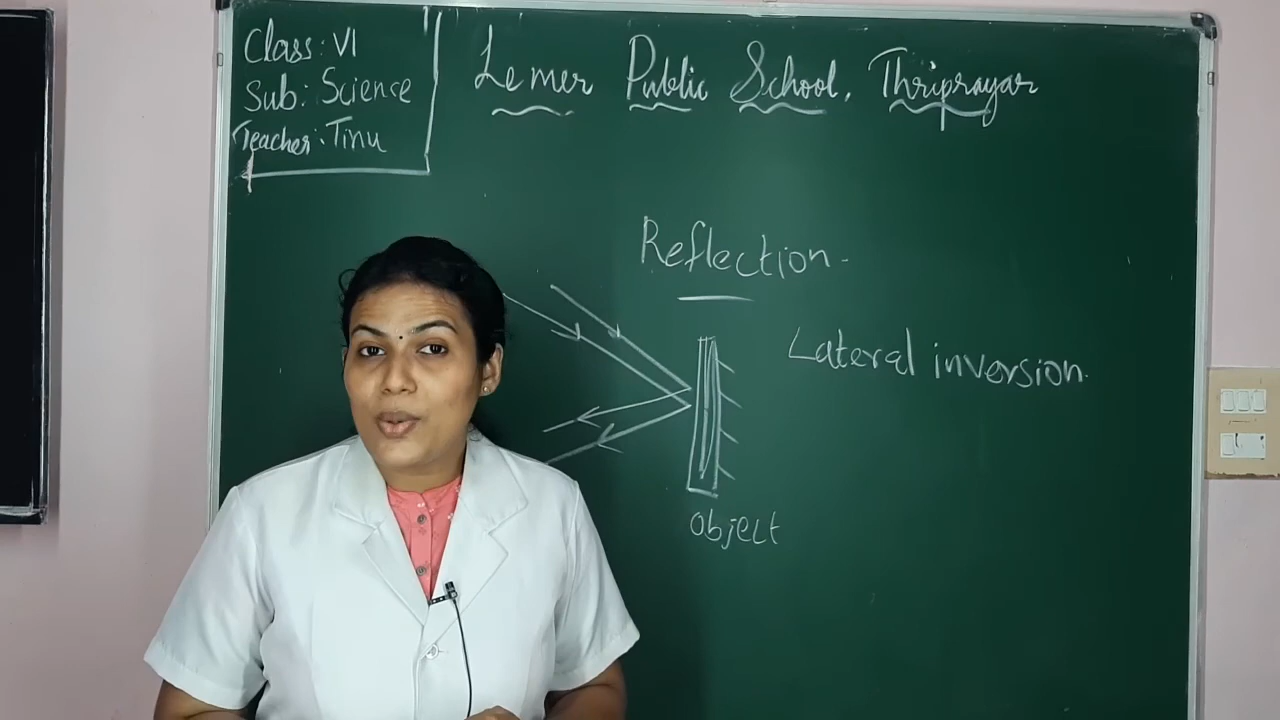 Class: VI
Sub: Science
Teacher: Tinu
Lemer Public School, Thriprayar
Reflection.
Lateral inversion.
object